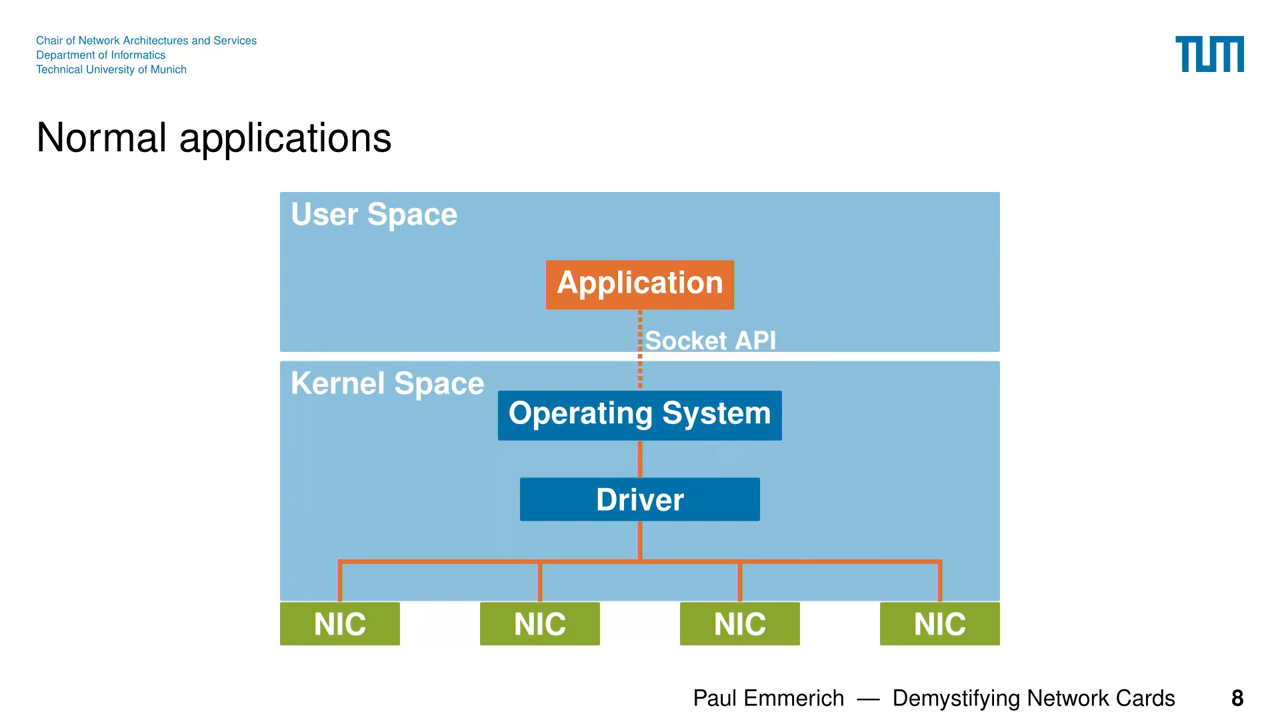 Chair of Network Architectures and Services
Department of Informatics
Technical University of Munich
TUM
Normal applications
User Space
Application
Socket API
Kernel Space
Operating System
Driver
NIC NIC NIC NIC
Paul Emmerich — Demystifying Network Cards 8